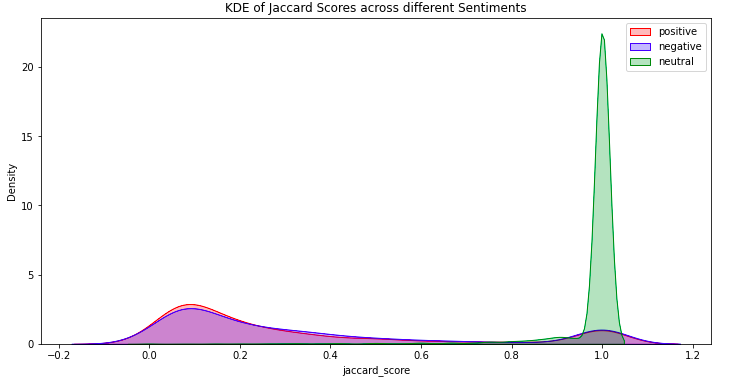 KDE of Jaccard Scores across different Sentiments
positive
negative
neutral
20
15
10
5
0
Density
−0.2 0.0 0.2 0.4 0.6 0.8 1.0 1.2
jaccard_score